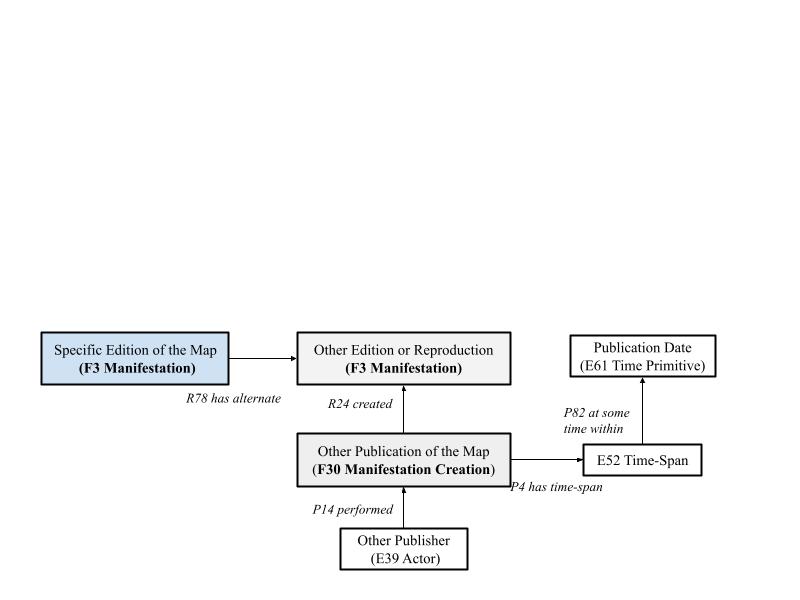 Specific Edition of the Map
(F3 Manifestation)
R78 has alternate
Other Edition or Reproduction
(F3 Manifestation)
R24 created
Other Publication of the Map
(F30 Manifestation Creation)
P14 performed
Other Publisher
(E39 Actor)
Publication Date
(E61 Time Primitive)
P82 at some
time within
E52 Time-Span
P4 has time-span